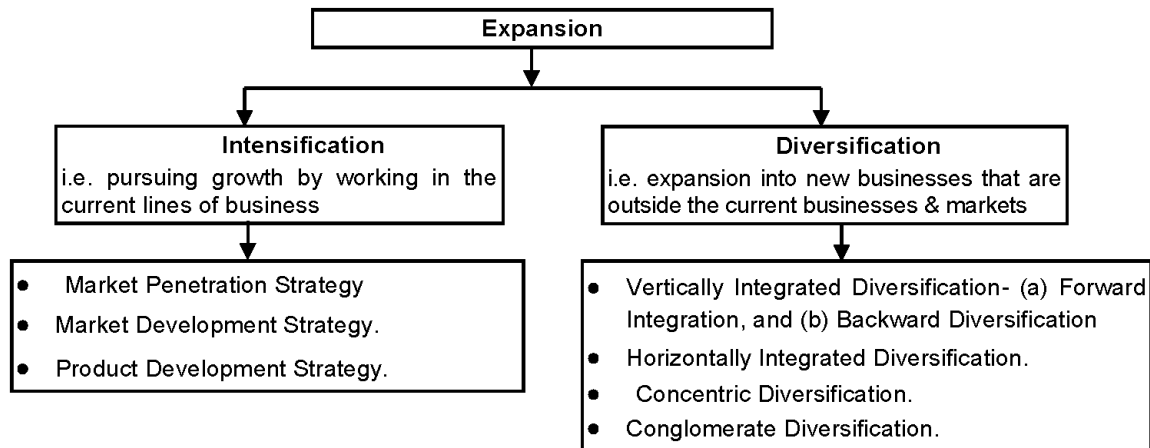 Expansion
Intensification
i.e. pursuing growth by working in the
current lines of business
Diversification
i.e. expansion into new businesses that are
outside the current businesses & markets
● Market Penetration Strategy
● Market Development Strategy.
● Product Development Strategy.
● Vertically Integrated Diversification- (a) Forward
Integration, and (b) Backward Diversification
● Horizontally Integrated Diversification.
● Concentric Diversification.
● Conglomerate Diversification.